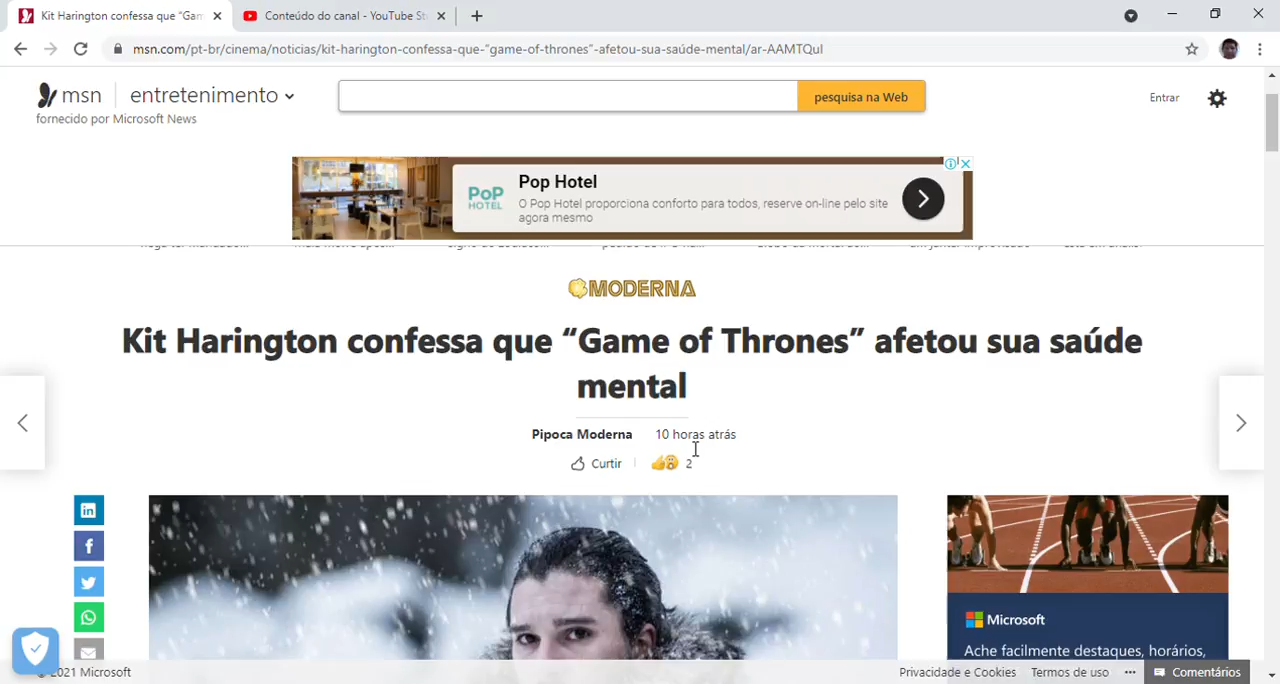 Kit Harington confessa que “Gam
Conteúdo do canal - YouTube St
msn.com/pt-br/cinema/noticias/kit-harington-confessa-que-“game-of-thrones”-afetou-sua-saúde-mental/ar-AAMTQul
msn
entretenimento
pesquisa na Web
Entrar
fornecido por Microsoft News
PoP
HOTEL
Pop Hotel
O Pop Hotel proporciona conforto para todos, reserve on-line pelo site
agora mesmo
MODERNA
Kit Harington confessa que “Game of Thrones” afetou sua saúde
mental
Pipoca Moderna
10 horas atrás
Curtir
2
Microsoft
Ache facilmente destaques, horários,
© 2021 Microsoft
Privacidade e Cookies
Termos de uso
Comentários